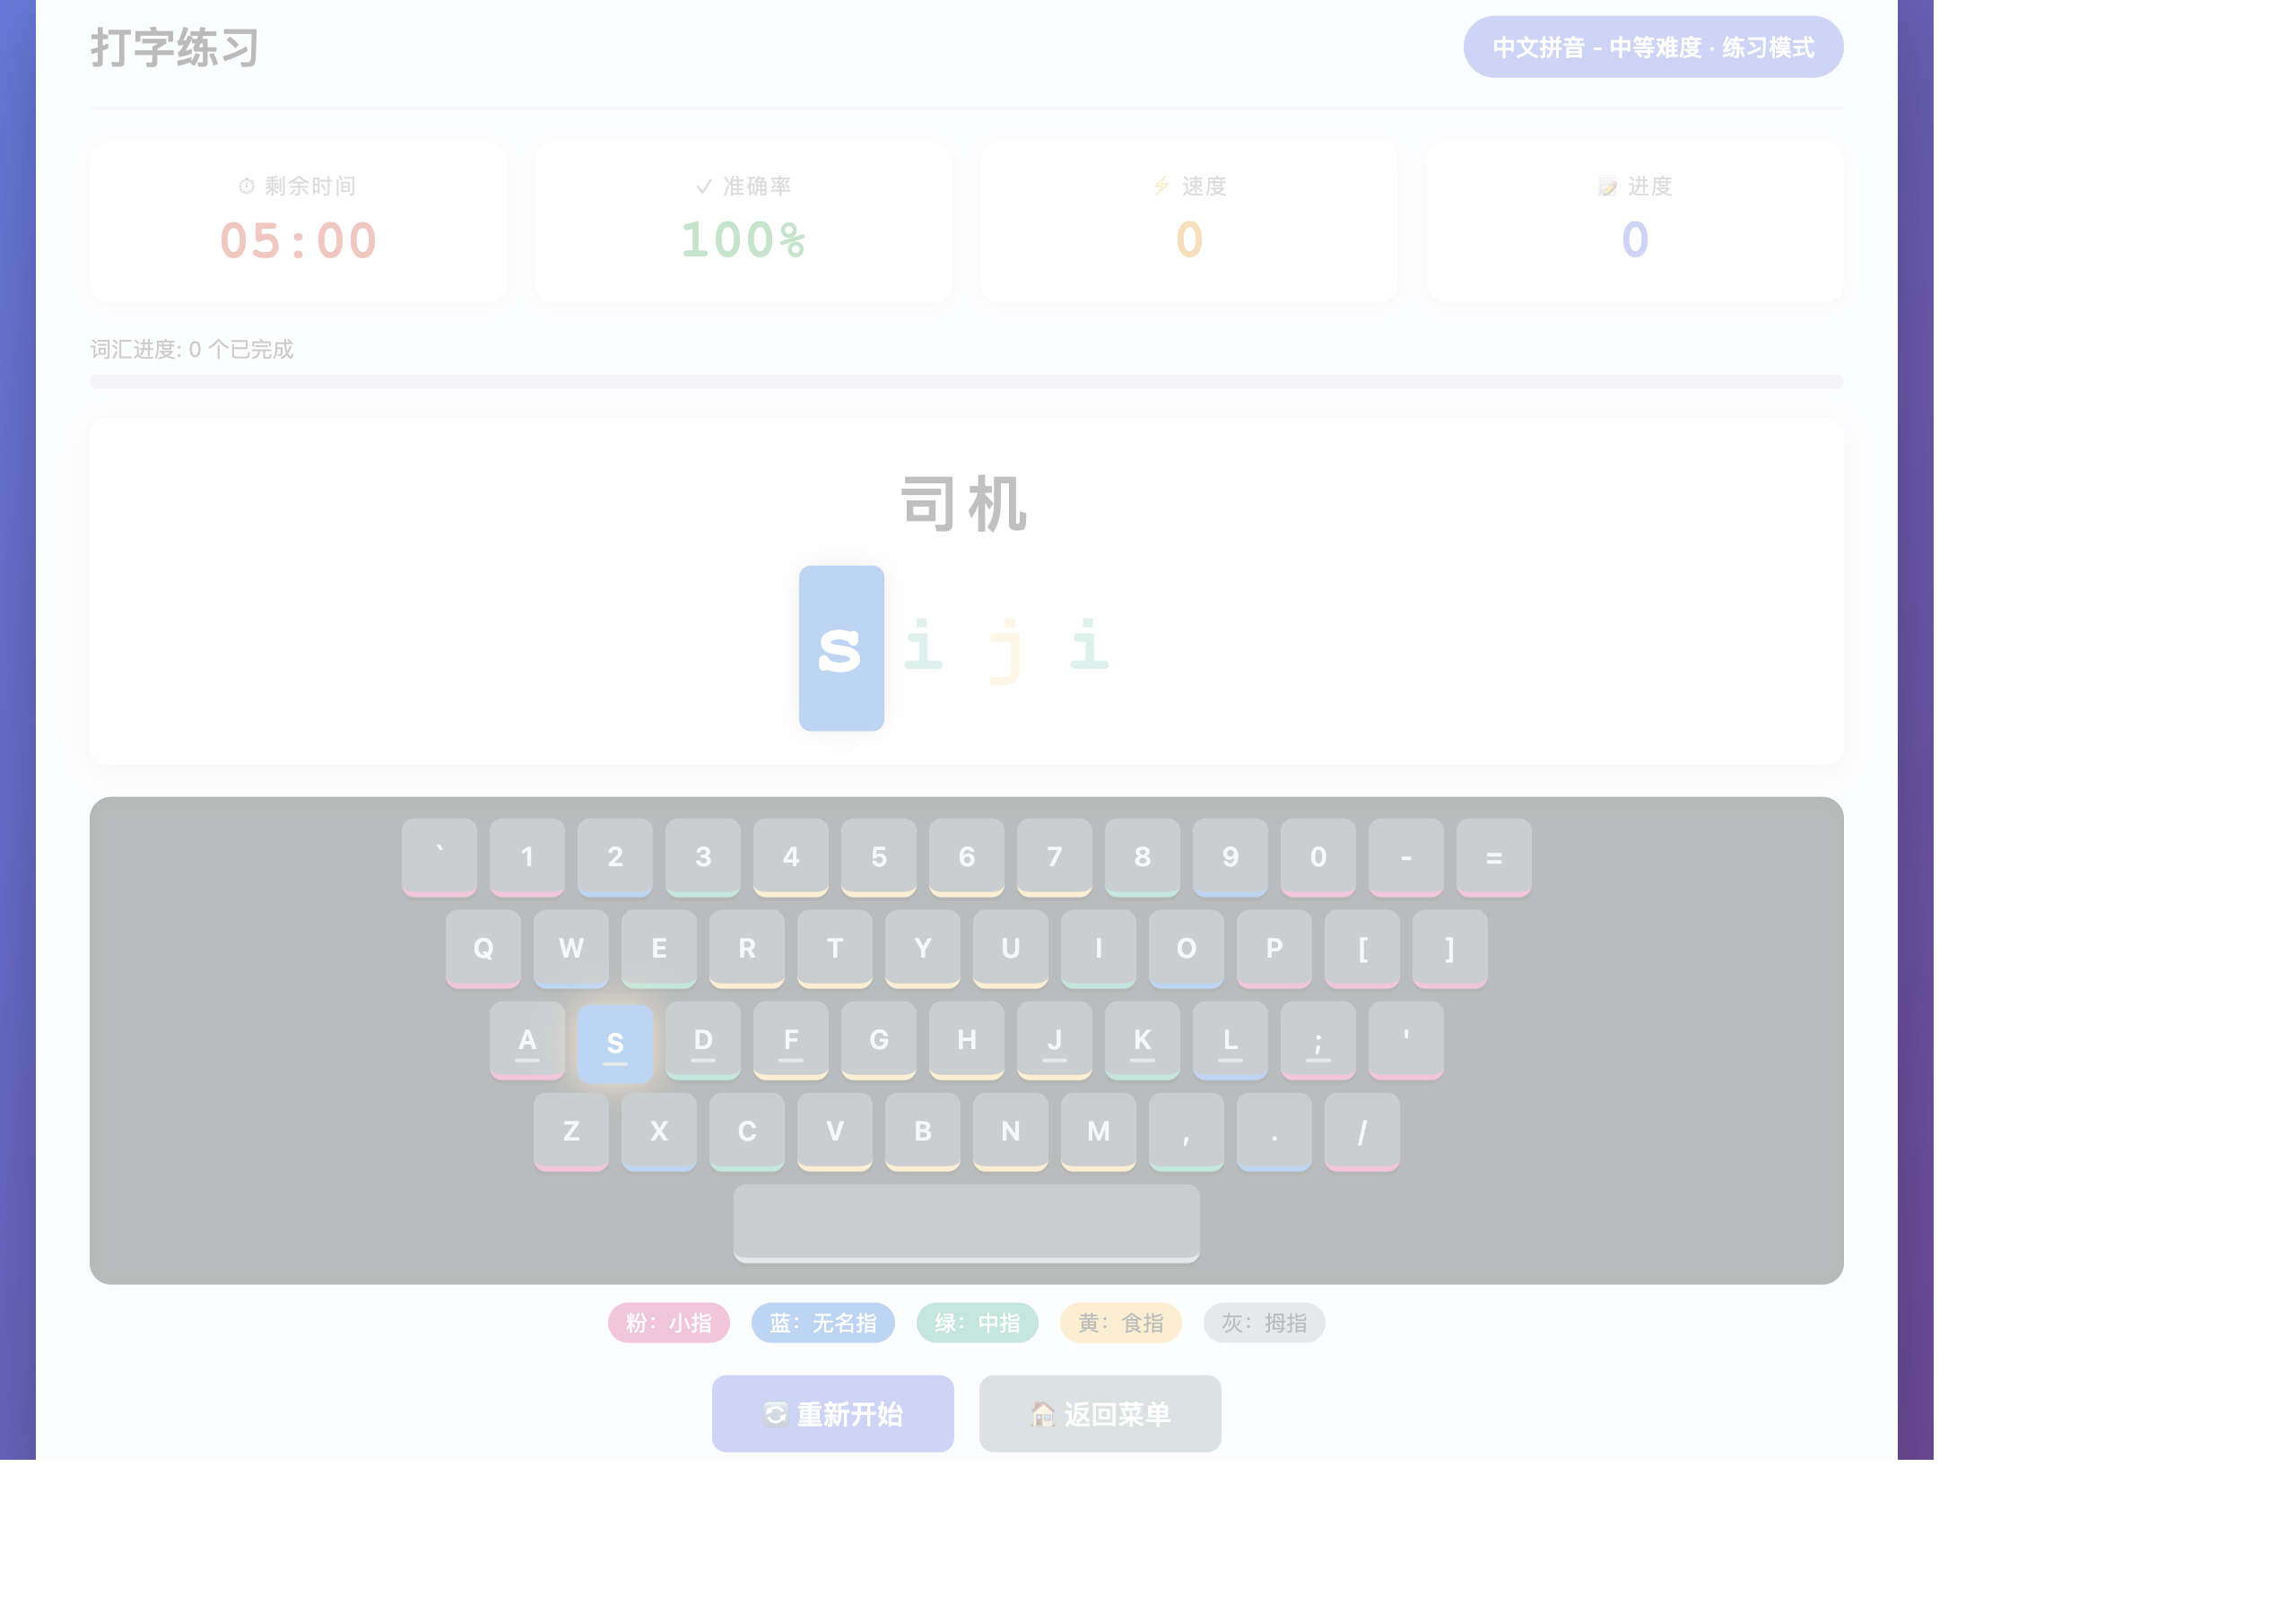 打字练习
中文拼音 - 中等难度 · 练习模式
⏱ 剩余时间
05:00
✓ 准确率
100%
⚡ 速度
0
📝 进度
0
词汇进度: 0 个已完成
司机
s i j i
` 1 2 3 4 5 6 7 8 9 0 - =
Q W E R T Y U I O P [ ]
A S D F G H J K L ; '
Z X C V B N M , . /
粉：小指 蓝：无名指 绿：中指 黄：食指 灰：拇指
🔄 重新开始
🏠 返回菜单